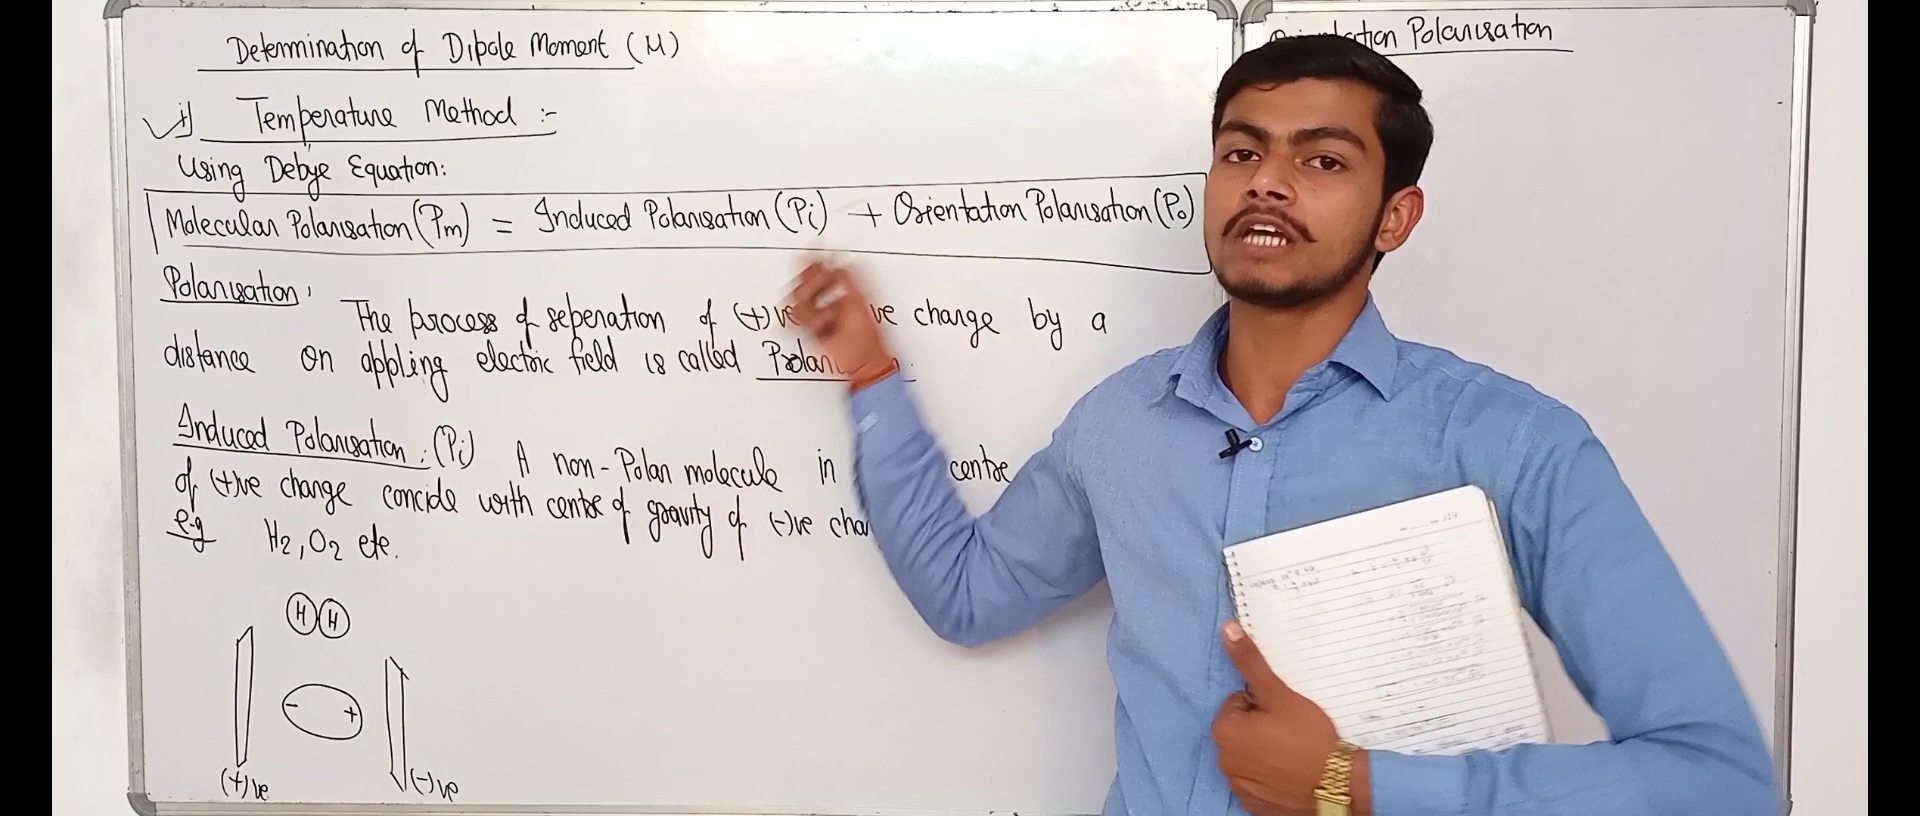 Determination of Dipole Moment (M)
1) Temperature Method :-
Using Debye Equation:
Molecular Polarisation (Pm) = Induced Polarisation (Pi) + Orientation Polarisation (Po)
Polarisation: The process of seperation of (+)ve ve charge by a
distance on appling electric field is called
Induced Polarisation: (Pi) A non-Polar molecule in centre
of (+)ve charge concide with centre of gravity of (-)ve
e.g H2, O2 etc.
H H
- +
(+)ve (-)ve
Polarisation